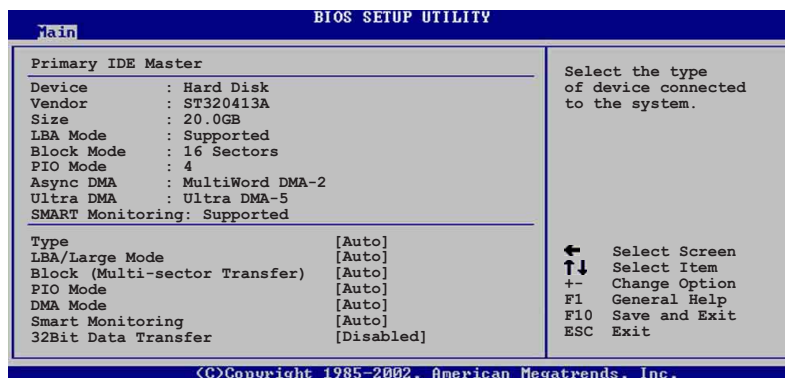 BIOS SETUP UTILITY
Main
Primary IDE Master
Device : Hard Disk
Vendor : ST320413A
Size : 20.0GB
LBA Mode : Supported
Block Mode : 16 Sectors
PIO Mode : 4
Async DMA : MultiWord DMA-2
Ultra DMA : Ultra DMA-5
SMART Monitoring: Supported
Type [Auto]
LBA/Large Mode [Auto]
Block (Multi-sector Transfer) [Auto]
PIO Mode [Auto]
DMA Mode [Auto]
Smart Monitoring [Auto]
32Bit Data Transfer [Disabled]
Select the type
of device connected
to the system.
← Select Screen
↑↓ Select Item
+- Change Option
F1 General Help
F10 Save and Exit
ESC Exit
(C)Copyright 1985-2002, American Megatrends, Inc.